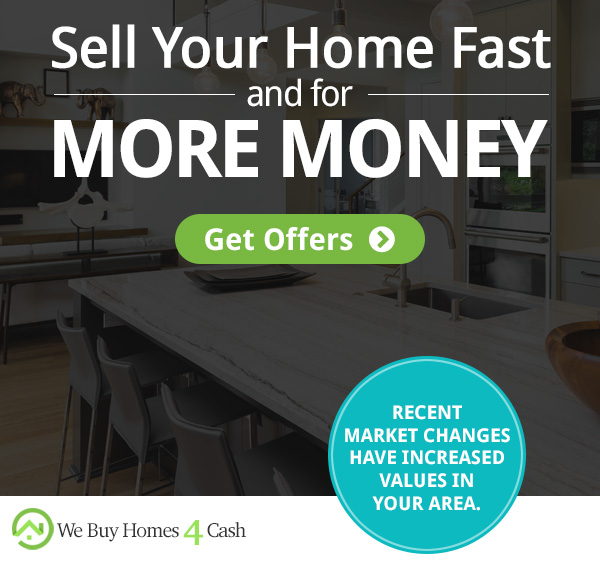 Sell Your Home Fast
and for
MORE MONEY
Get Offers
RECENT
MARKET CHANGES
HAVE INCREASED
VALUES IN
YOUR AREA.
We Buy Homes 4 Cash